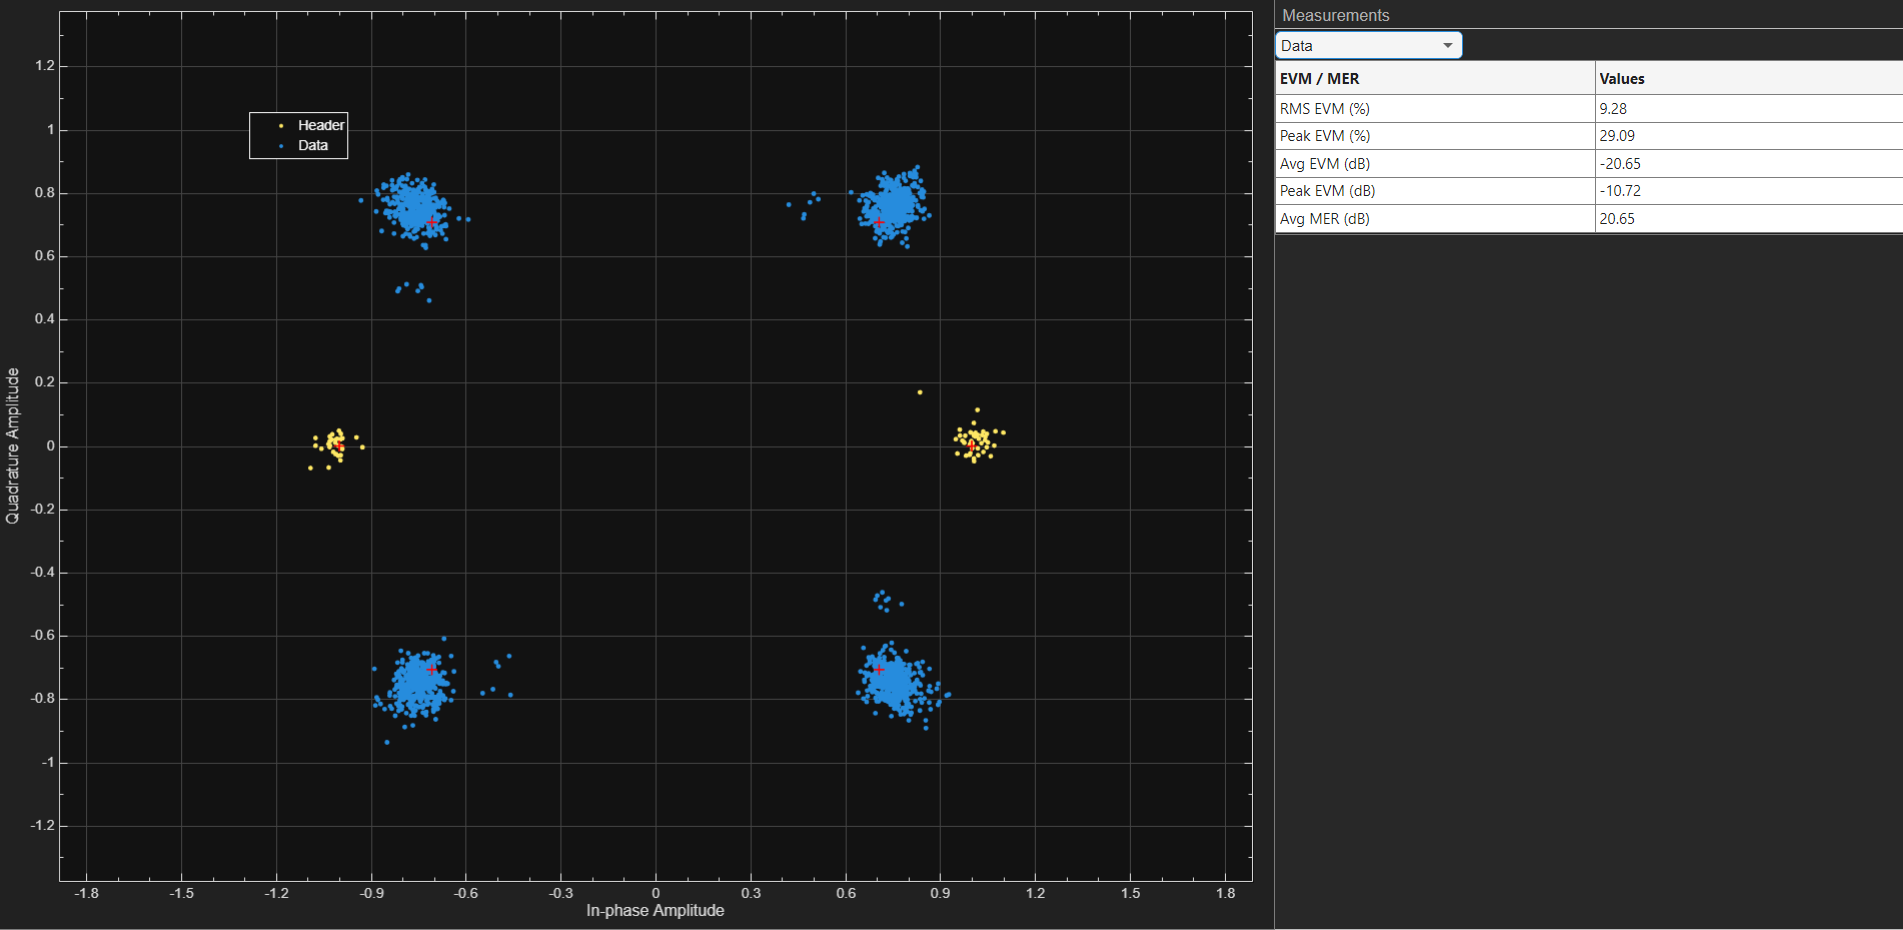 Measurements
Data
EVM / MER Values
RMS EVM (%) 9.28
Peak EVM (%) 29.09
Avg EVM (dB) -20.65
Peak EVM (dB) -10.72
Avg MER (dB) 20.65
Header
Data
1.2
1
0.8
0.6
0.4
0.2
0
-0.2
-0.4
-0.6
-0.8
-1
-1.2
Quadrature Amplitude
-1.8 -1.5 -1.2 -0.9 -0.6 -0.3 0 0.3 0.6 0.9 1.2 1.5 1.8
In-phase Amplitude